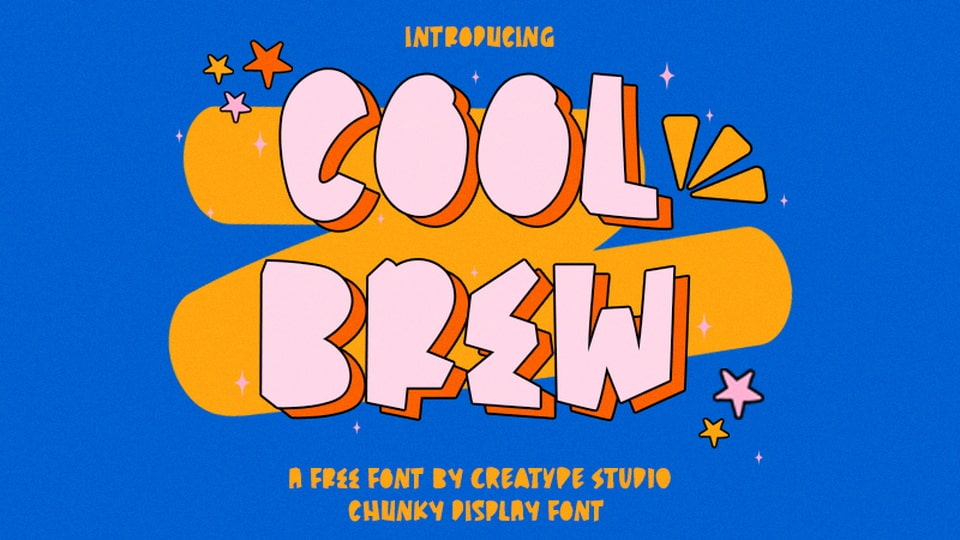 INTRODUCING
COOL
BREW
A FREE FONT BY CREATYPE STUDIO
CHUNKY DISPLAY FONT